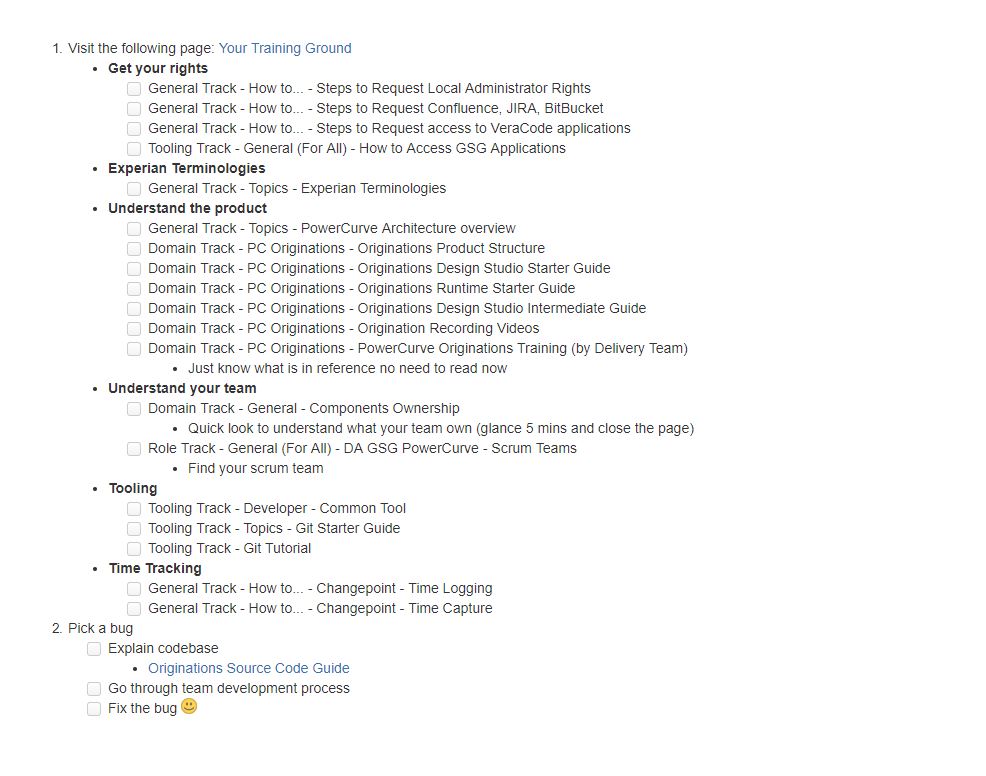 1. Visit the following page: Your Training Ground
• Get your rights
General Track - How to... - Steps to Request Local Administrator Rights
General Track - How to... - Steps to Request Confluence, JIRA, BitBucket
General Track - How to... - Steps to Request access to VeraCode applications
Tooling Track - General (For All) - How to Access GSG Applications
• Experian Terminologies
General Track - Topics - Experian Terminologies
• Understand the product
General Track - Topics - PowerCurve Architecture overview
Domain Track - PC Originations - Originations Product Structure
Domain Track - PC Originations - Originations Design Studio Starter Guide
Domain Track - PC Originations - Originations Runtime Starter Guide
Domain Track - PC Originations - Originations Design Studio Intermediate Guide
Domain Track - PC Originations - Origination Recording Videos
Domain Track - PC Originations - PowerCurve Originations Training (by Delivery Team)
• Just know what is in reference no need to read now
• Understand your team
Domain Track - General - Components Ownership
• Quick look to understand what your team own (glance 5 mins and close the page)
Role Track - General (For All) - DA GSG PowerCurve - Scrum Teams
• Find your scrum team
• Tooling
Tooling Track - Developer - Common Tool
Tooling Track - Topics - Git Starter Guide
Tooling Track - Git Tutorial
• Time Tracking
General Track - How to... - Changepoint - Time Logging
General Track - How to... - Changepoint - Time Capture
2. Pick a bug
Explain codebase
• Originations Source Code Guide
Go through team development process
Fix the bug